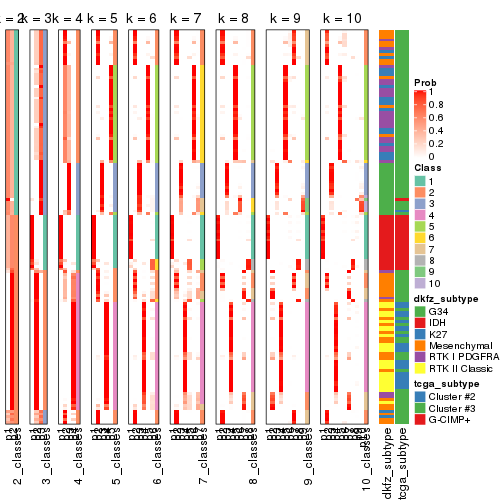 k = 2 k = 3 k = 4 k = 5 k = 6 k = 7 k = 8 k = 9 k = 10
Prob
1
0.8
0.6
0.4
0.2
0
Class
1
2
3
4
5
6
7
8
9
10
dkfz_subtype
G34
IDH
K27
Mesenchymal
RTK I PDGFRA
RTK II Classic
tcga_subtype
Cluster #2
Cluster #3
G-CIMP+
2_classes
3_classes
4_classes
5_classes
6_classes
7_classes
8_classes
9_classes
10_classes
dkfz_subtype
tcga_subtype